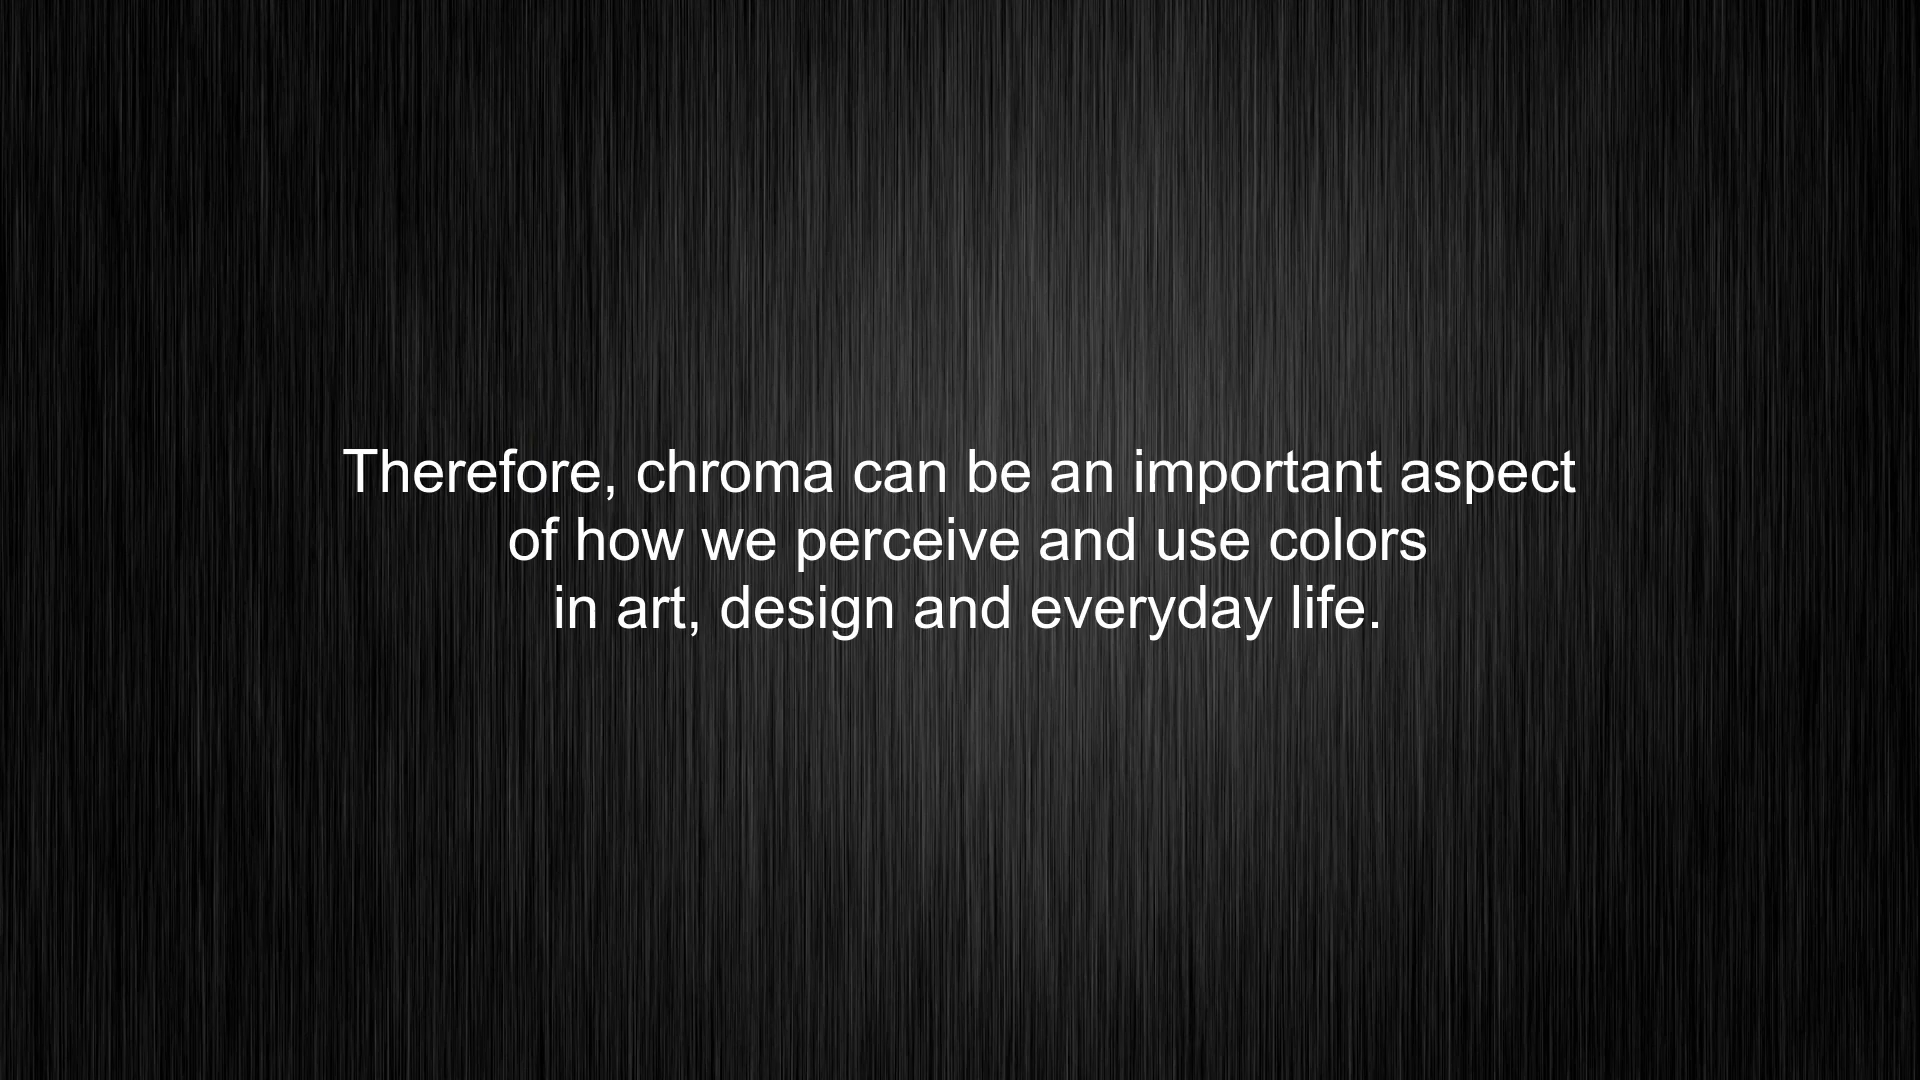 Therefore, chroma can be an important aspect
of how we perceive and use colors
in art, design and everyday life.